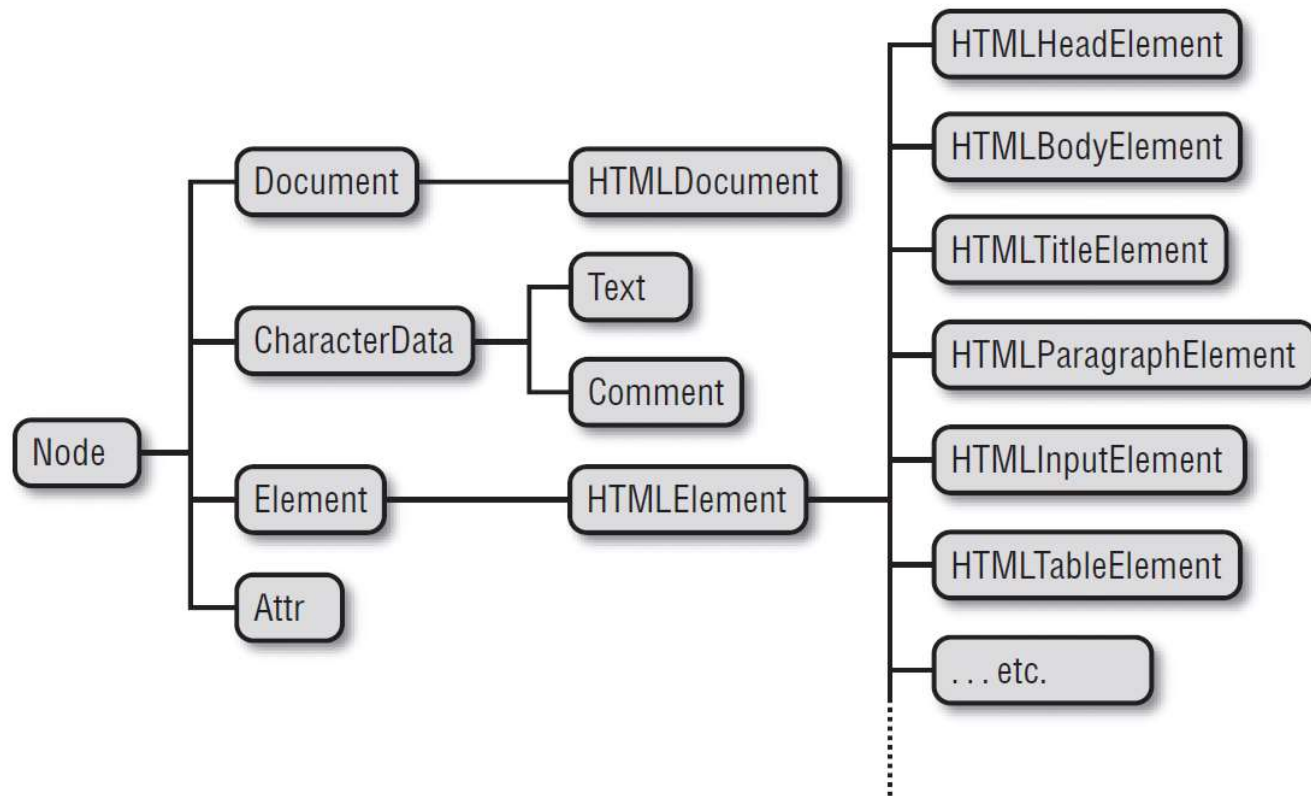 Node
Document
CharacterData
Element
Attr
HTMLDocument
Text
Comment
HTMLElement
HTMLHeadElement
HTMLBodyElement
HTMLTitleElement
HTMLParagraphElement
HTMLInputElement
HTMLTableElement
. . . etc.